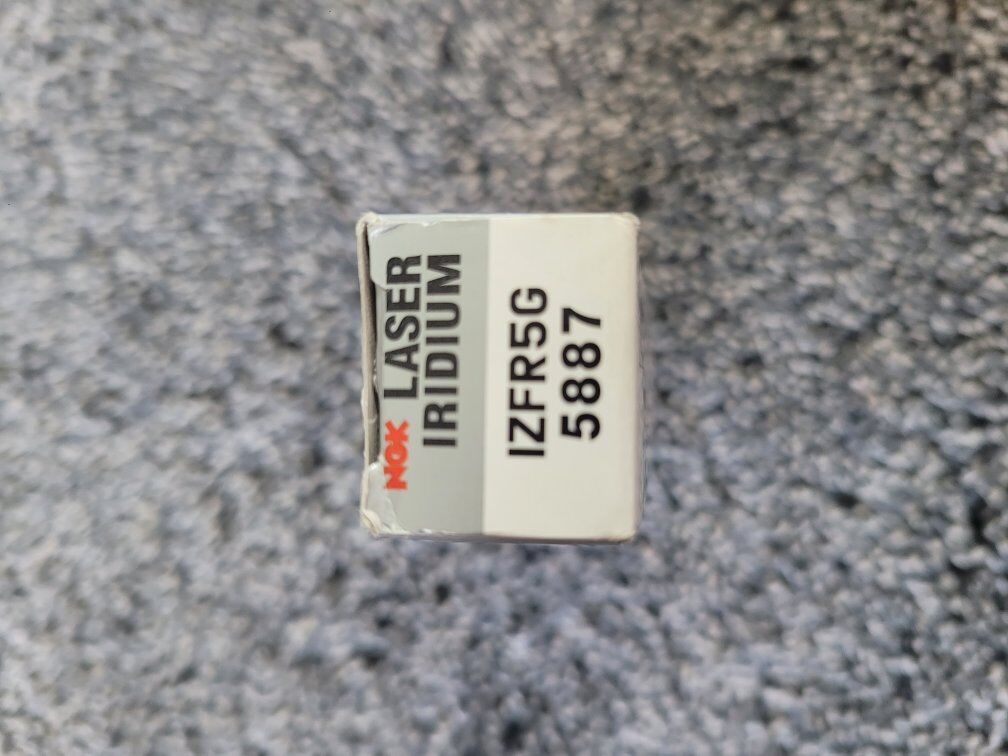 NGK LASER
IRIDIUM
IZFR5G
5887